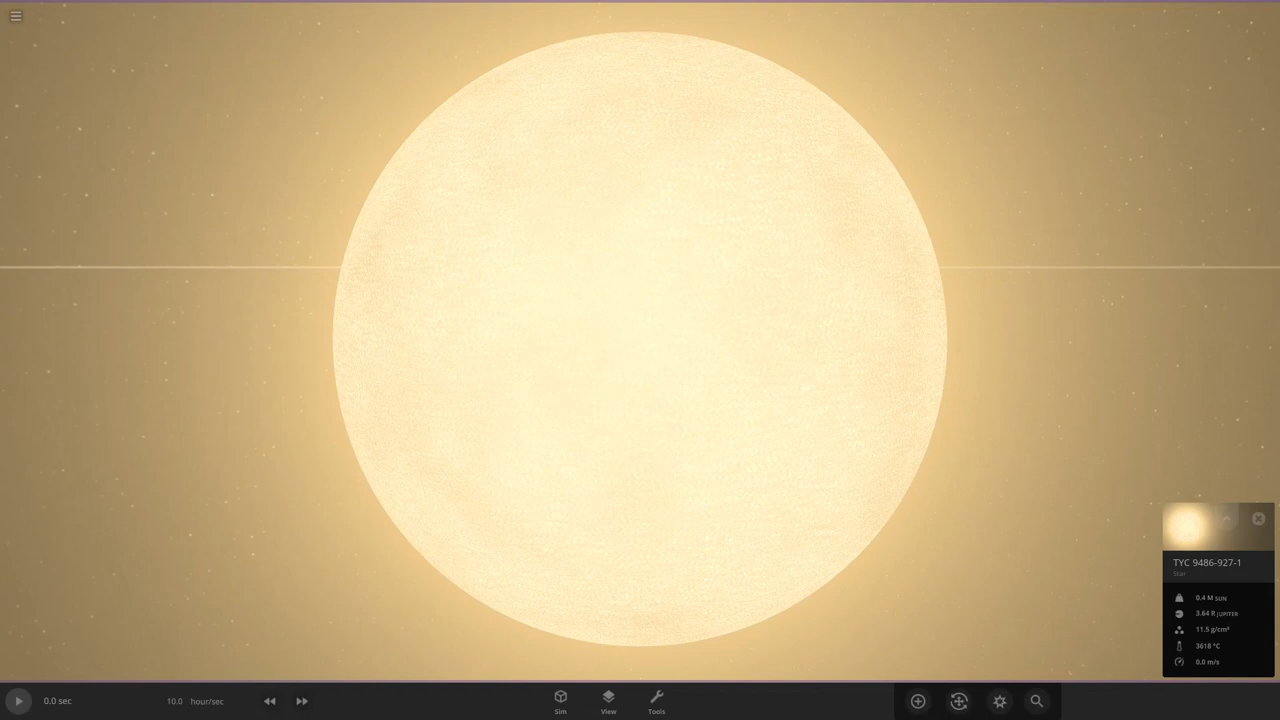 TYC 9486-927-1
Star
0.4 M SUN
3.64 R JUPITER
11.5 g/cm³
3618 °C
0.0 m/s
0.0 sec
10.0 hour/sec
Sim
View
Tools